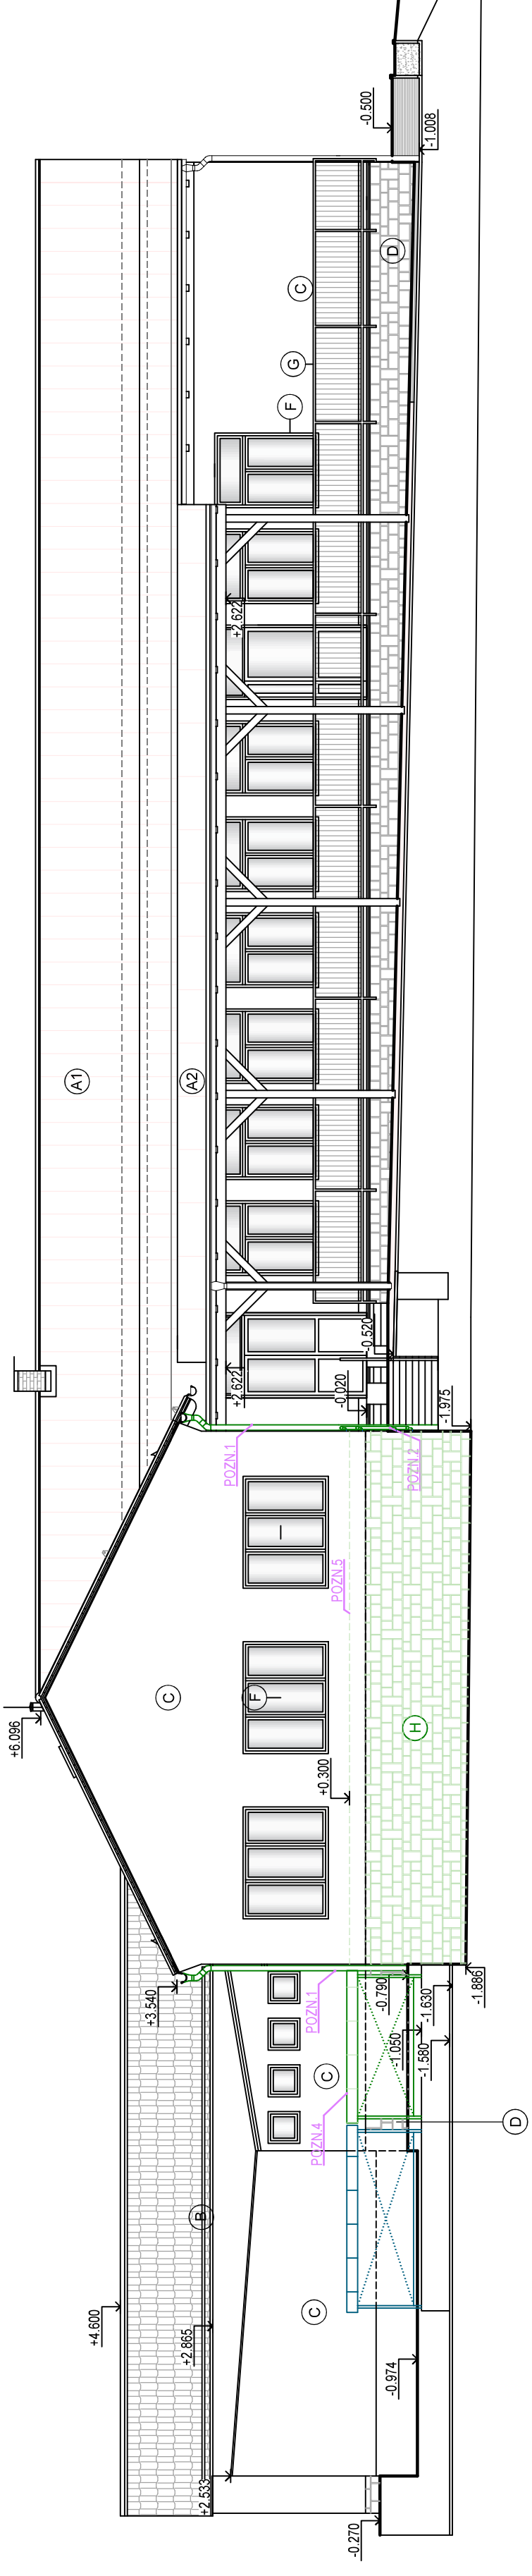 +6.096
+4.600
+3.540
+2.865
+2.533
-0.270
-0.974
-1.580
-1.630
-1.050
-0.790
-1.886
+0.300
-1.975
-0.020
-0.520
+2.622
+2.622
-0.500
-1.008
A1
A2
B
C
C
C
C
D
D
F
F
G
H
POZN.1
POZN.4
POZN.5
POZN.1
POZN.2